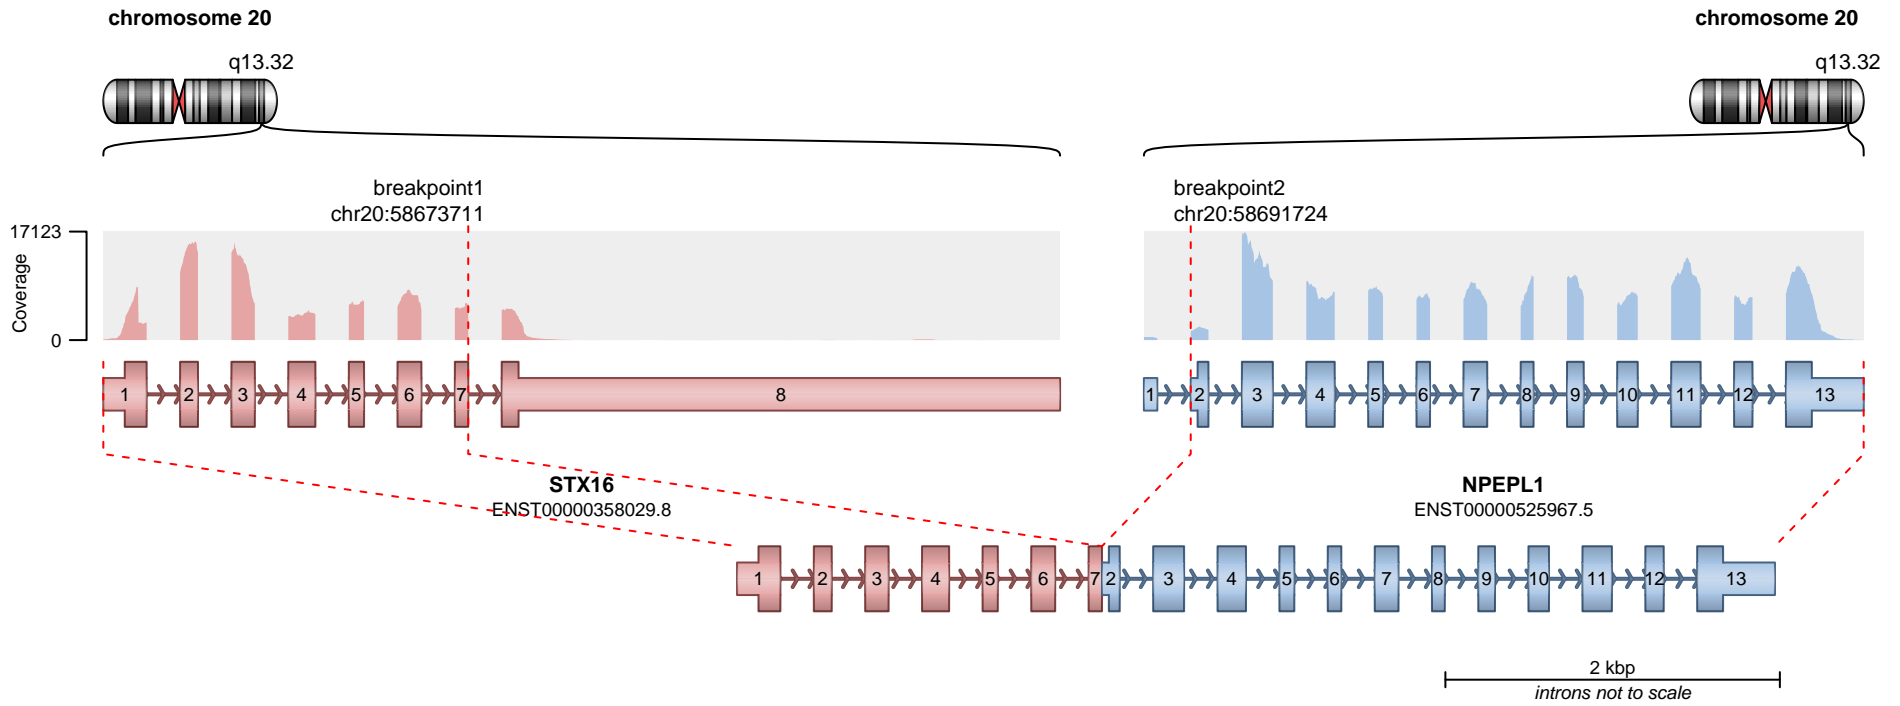 chromosome 20
chromosome 20
q13.32
q13.32
breakpoint1
chr20:58673711
breakpoint2
chr20:58691724
17123
Coverage
0
1 2 3 4 5 6 7 8
1 2 3 4 5 6 7 8 9 10 11 12 13
STX16
ENST00000358029.8
NPEPL1
ENST00000525967.5
1 2 3 4 5 6 7 2 3 4 5 6 7 8 9 10 11 12 13
2 kbp
introns not to scale